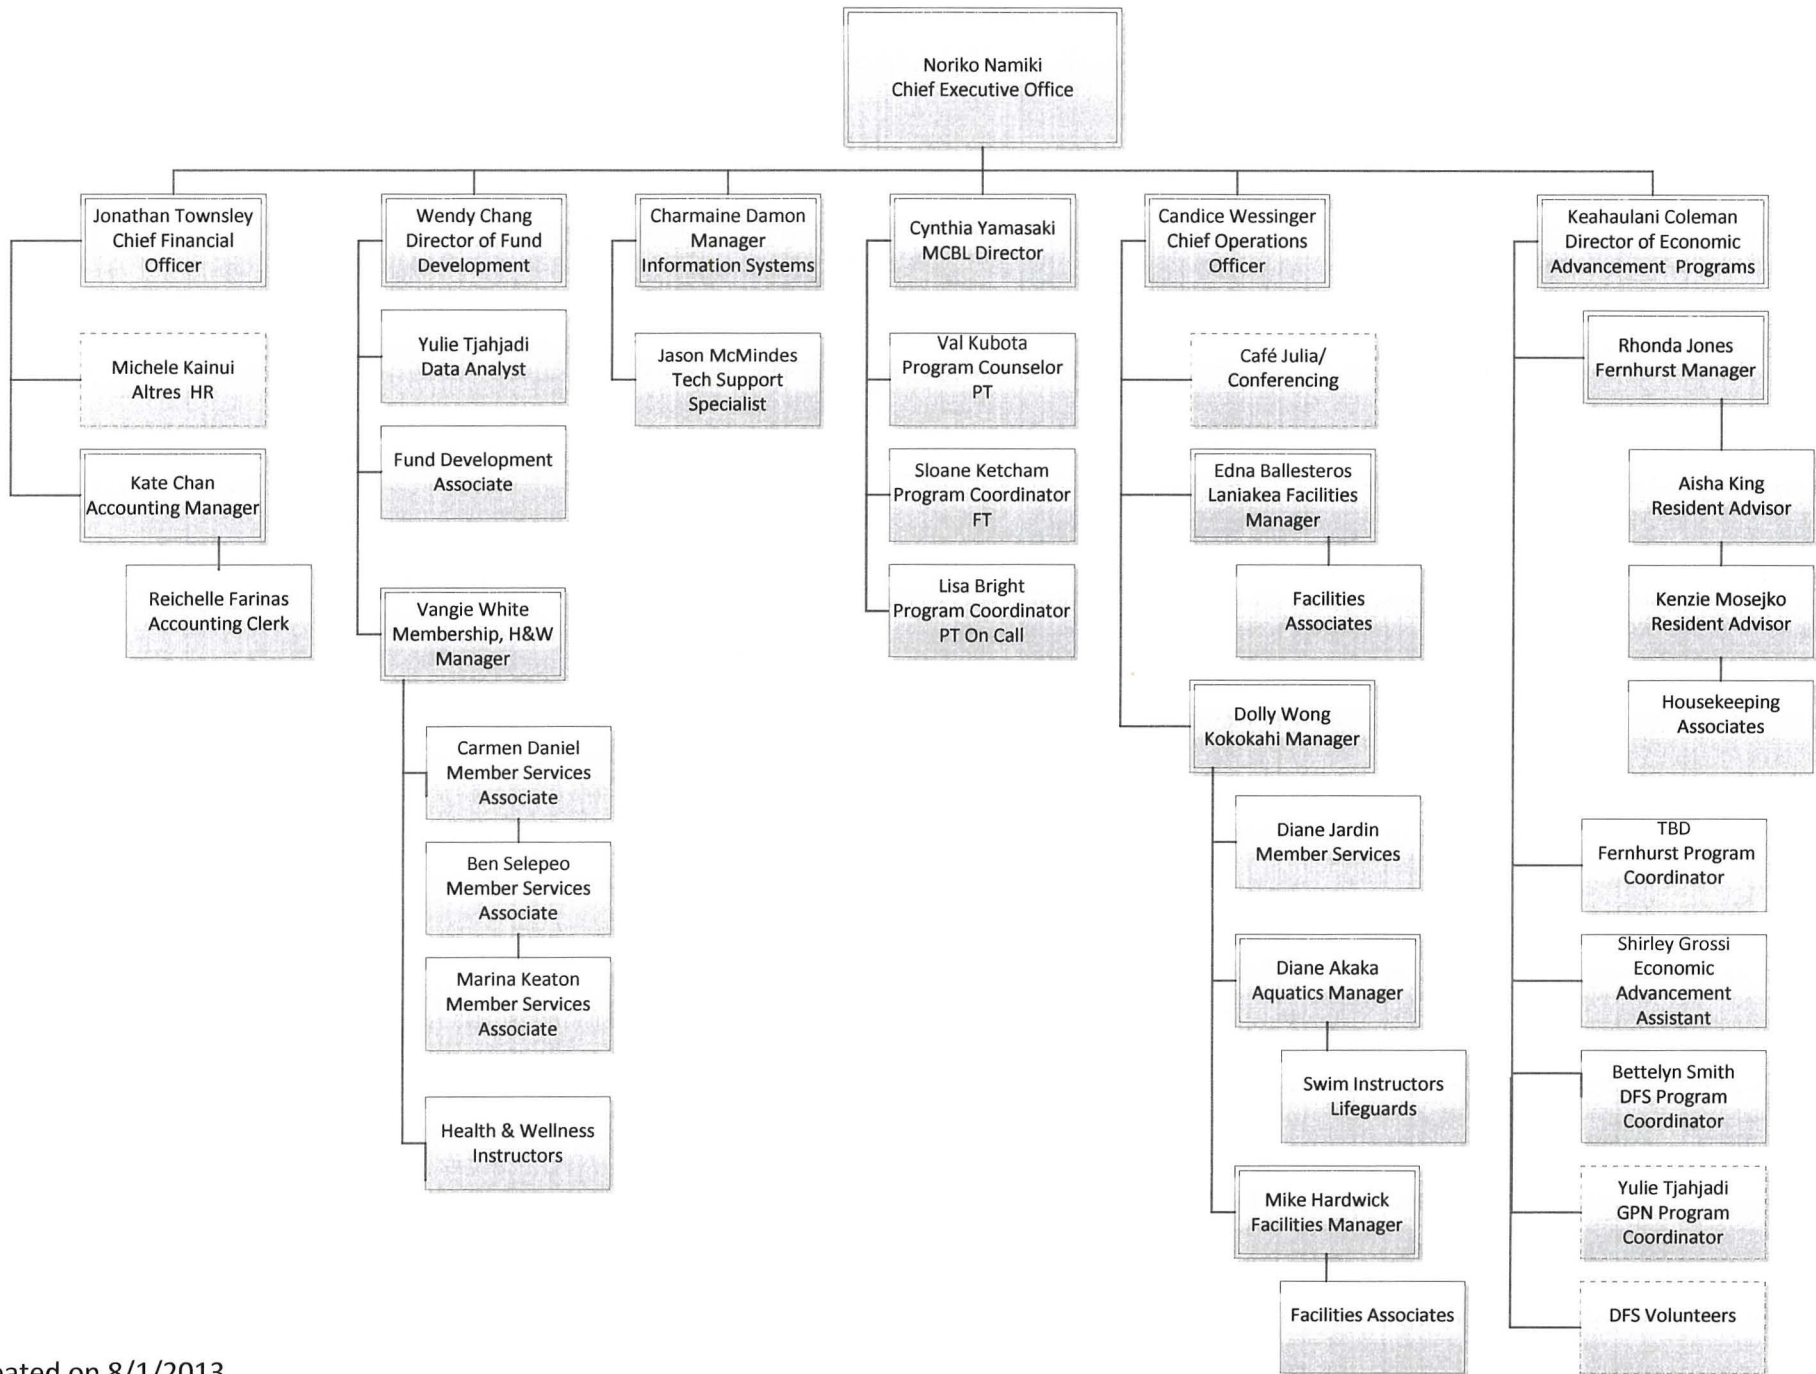 Noriko Namiki
Chief Executive Office
Jonathan Townsley
Chief Financial
Officer
Michele Kainui
Altres HR
Kate Chan
Accounting Manager
Reichelle Farinas
Accounting Clerk
Wendy Chang
Director of Fund
Development
Yulie Tjahjadi
Data Analyst
Fund Development
Associate
Vangie White
Membership, H&W
Manager
Carmen Daniel
Member Services
Associate
Ben Selepeo
Member Services
Associate
Marina Keaton
Member Services
Associate
Health & Wellness
Instructors
Charmaine Damon
Manager
Information Systems
Jason McMindes
Tech Support
Specialist
Cynthia Yamasaki
MCBL Director
Val Kubota
Program Counselor
PT
Sloane Ketcham
Program Coordinator
FT
Lisa Bright
Program Coordinator
PT On Call
Candice Wessinger
Chief Operations
Officer
Café Julia/
Conferencing
Edna Ballesteros
Laniakea Facilities
Manager
Facilities
Associates
Dolly Wong
Kokokahi Manager
Diane Jardin
Member Services
Diane Akaka
Aquatics Manager
Swim Instructors
Lifeguards
Mike Hardwick
Facilities Manager
Facilities Associates
Keahaulani Coleman
Director of Economic
Advancement Programs
Rhonda Jones
Fernhurst Manager
Aisha King
Resident Advisor
Kenzie Mosejko
Resident Advisor
Housekeeping
Associates
TBD
Fernhurst Program
Coordinator
Shirley Grossi
Economic
Advancement
Assistant
Bettelyn Smith
DFS Program
Coordinator
Yulie Tjahjadi
GPN Program
Coordinator
DFS Volunteers
on 8/1/2013